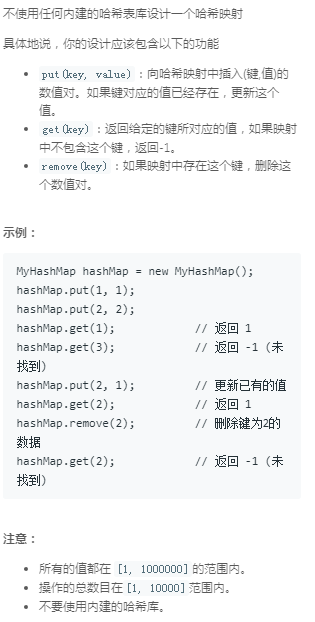 不使用任何内建的哈希表库设计一个哈希映射
具体地说，你的设计应该包含以下的功能
put(key, value)：向哈希映射中插入(键,值)的
数值对。如果键对应的值已经存在，更新这个
值。
get(key)：返回给定的键所对应的值，如果映射
中不包含这个键，返回-1。
remove(key)：如果映射中存在这个键，删除这
个数值对。
示例：
MyHashMap hashMap = new MyHashMap();
hashMap.put(1, 1);
hashMap.put(2, 2);
hashMap.get(1);            // 返回 1
hashMap.get(3);            // 返回 -1 (未
找到)
hashMap.put(2, 1);         // 更新已有的值
hashMap.get(2);            // 返回 1
hashMap.remove(2);         // 删除键为2的
数据
hashMap.get(2);            // 返回 -1 (未
找到)
注意：
所有的值都在 [1, 1000000] 的范围内。
操作的总数目在[1, 10000]范围内。
不要使用内建的哈希库。